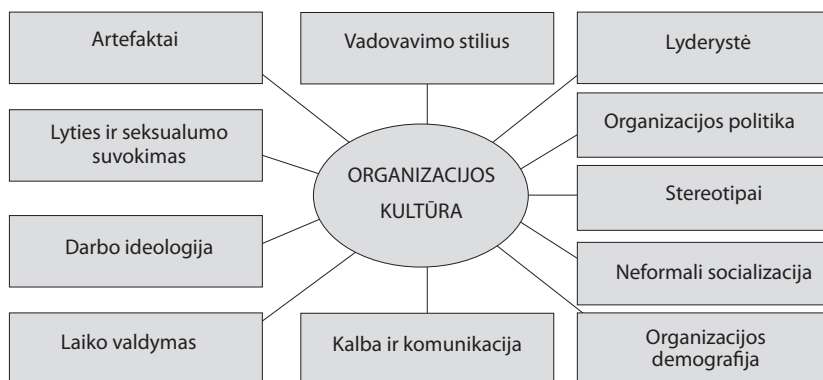 Artefaktai
Vadovavimo stilius
Lyderystė
Lyties ir seksualumo
suvokimas
Organizacijos politika
ORGANIZACIJOS
KULTŪRA
Stereotipai
Darbo ideologija
Neformali socializacija
Laiko valdymas
Kalba ir komunikacija
Organizacijos
demografija